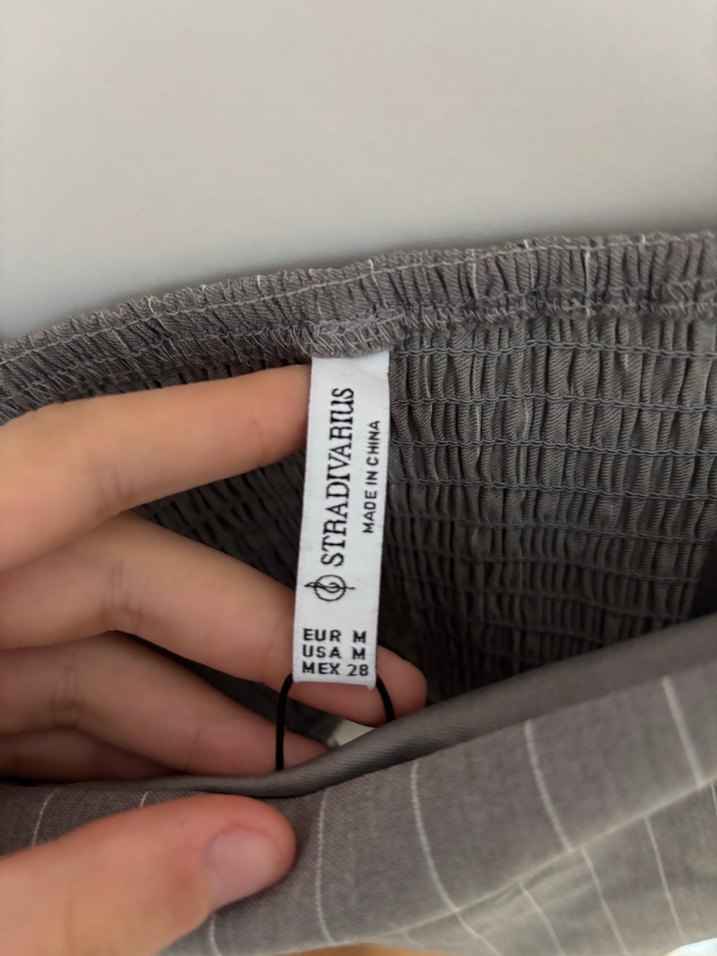 STRADIVARIUS
MADE IN CHINA
EUR M
USA M
MEX 28